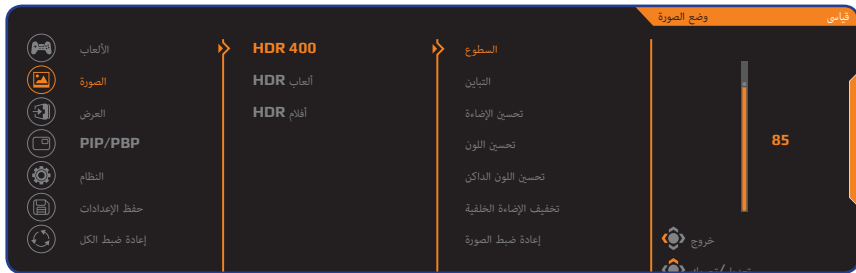 وضع الصورة قياسي
الألعاب
الصورة
العرض
PIP/PBP
النظام
حفظ الإعدادات
إعادة ضبط الكل
HDR 400
ألعاب HDR
أفلام HDR
السطوع
التباين
تحسين الإضاءة
تحسين اللون
تحسين اللون الداكن
تخفيف الإضاءة الخلفية
إعادة ضبط الصورة
85
خروج